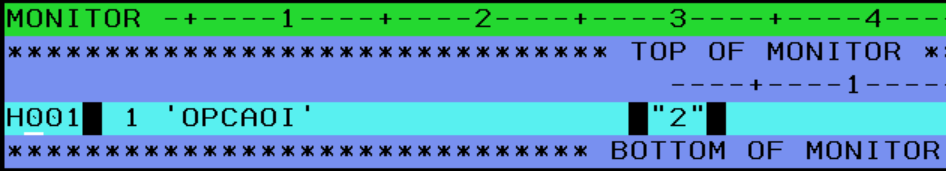 MONITOR -+----1----+----2----+----3----+----4---
******************************* TOP OF MONITOR **
----+----1----
H001 1 'OPCAOI' "2"
****************************** BOTTOM OF MONITOR